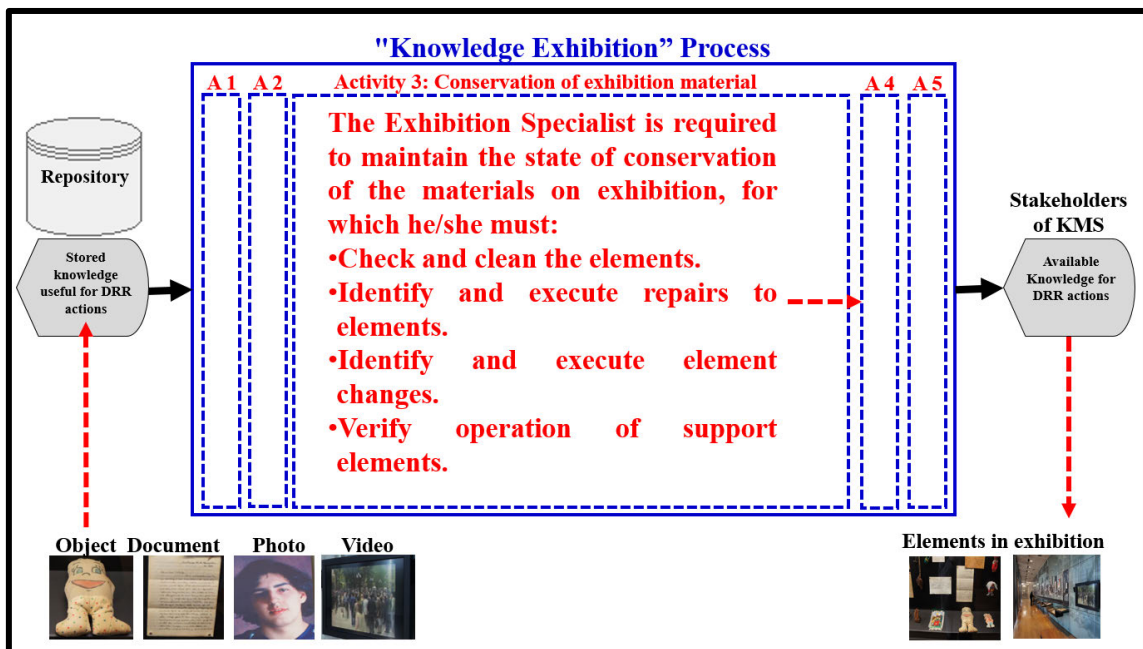 "Knowledge Exhibition” Process
A 1 A 2 Activity 3: Conservation of exhibition material A 4 A 5
The Exhibition Specialist is required
to maintain the state of conservation
of the materials on exhibition, for
which he/she must:
•Check and clean the elements.
•Identify and execute repairs to
elements.
•Identify and execute element
changes.
•Verify operation of support
elements.
Repository
Stored
knowledge
useful for DRR
actions
Stakeholders
of KMS
Available
Knowledge for
DRR actions
Object Document Photo Video
Elements in exhibition